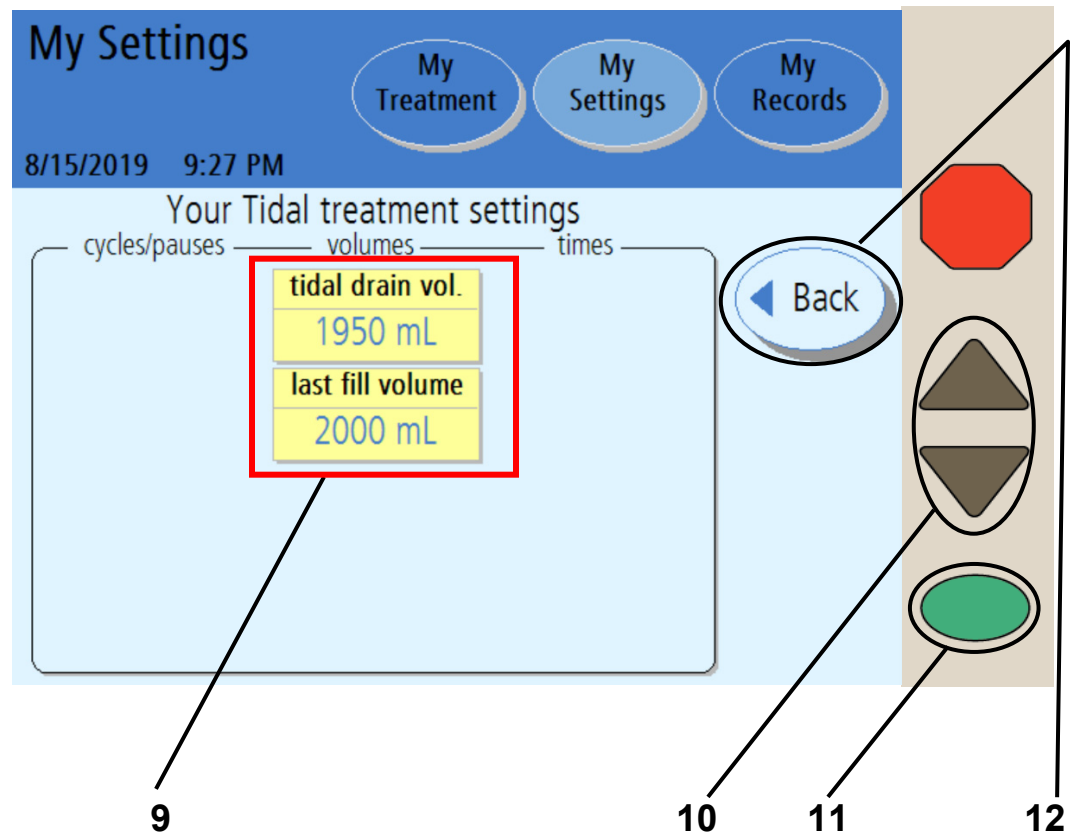 My Settings
My
Treatment
My
Settings
My
Records
8/15/2019 9:27 PM
Your Tidal treatment settings
cycles/pauses volumes times
tidal drain vol.
1950 mL
last fill volume
2000 mL
Back
9 10 11 12